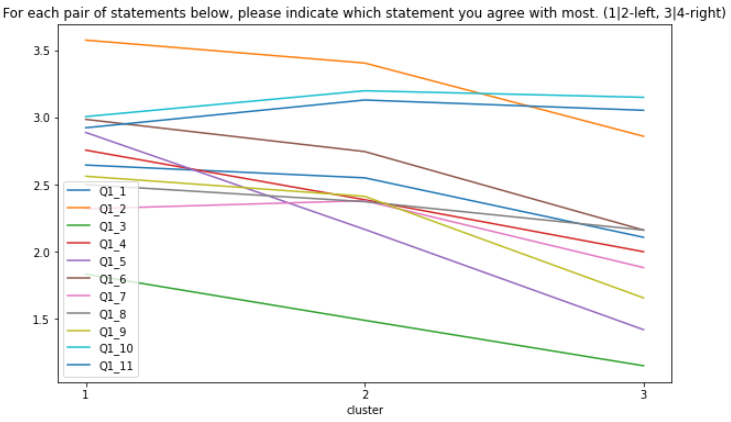 For each pair of statements below, please indicate which statement you agree with most. (1|2-left, 3|4-right)
3.5
3.0
2.5
2.0
1.5
Q1_1
Q1_2
Q1_3
Q1_4
Q1_5
Q1_6
Q1_7
Q1_8
Q1_9
Q1_10
Q1_11
1 2 3
cluster